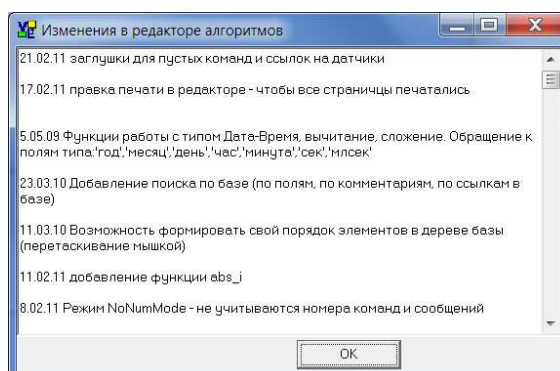 Изменения в редакторе алгоритмов
21.02.11 заглушки для пустых команд и ссылок на датчики
17.02.11 правка печати в редакторе - чтобы все страничцы печатались
5.05.09 Функции работы с типом Дата-Время, вычитание, сложение. Обращение к
полям типа:'год','месяц','день','час','минута','сек','млсек'
23.03.10 Добавление поиска по базе (по полям, по комментариям, по ссылкам в
базе)
11.03.10 Возможность формировать свой порядок элементов в дереве базы
(перетаскивание мышкой)
11.02.11 добавление функции abs_i
8.02.11 Режим NoNumMode - не учитываются номера команд и сообщений
OK